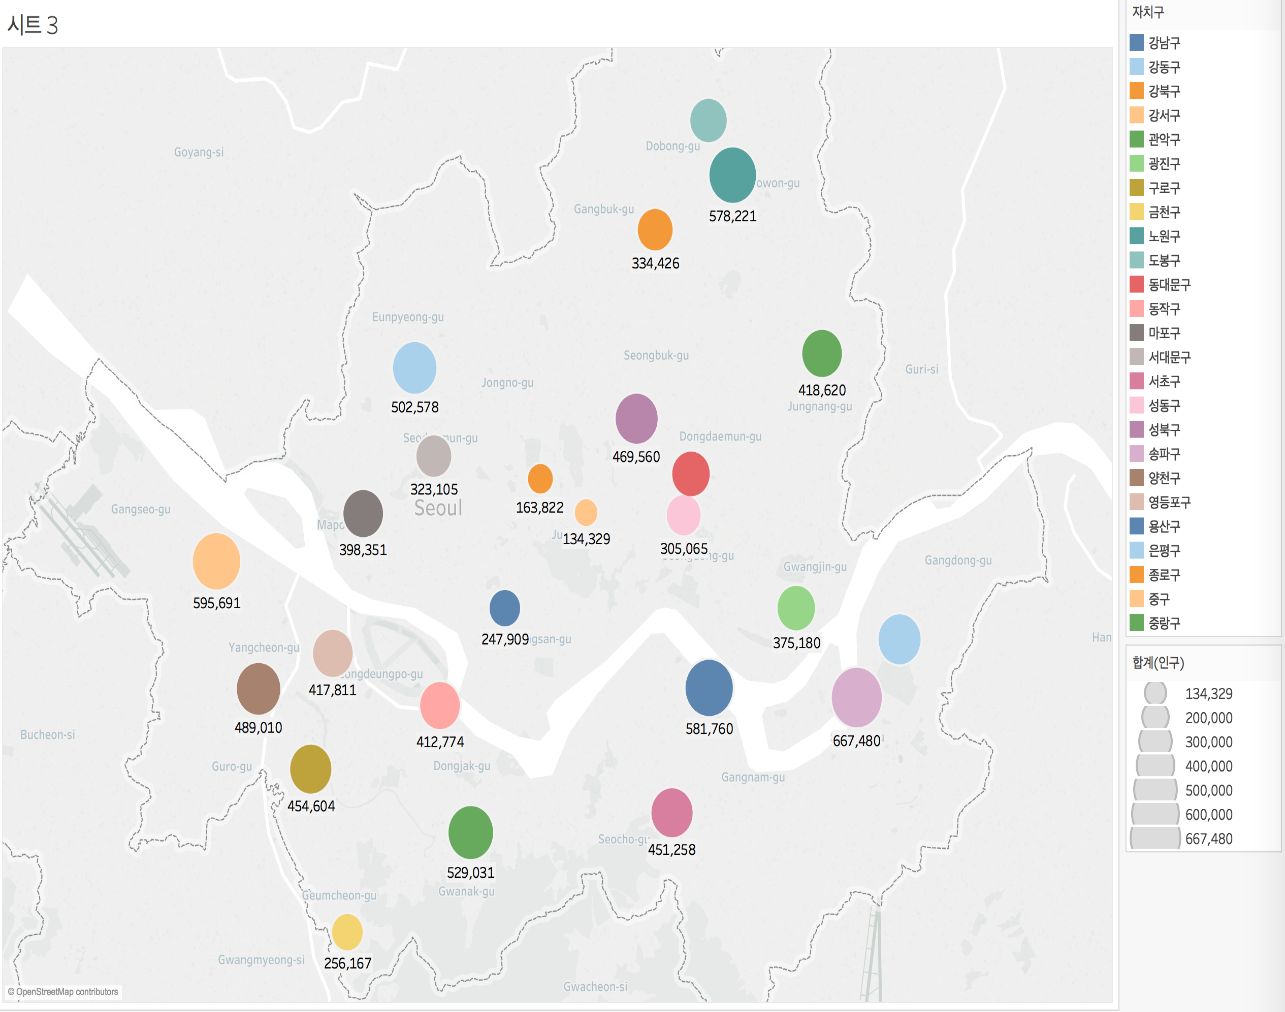 시트 3
Goyang-si
Dobong-gu
owon-gu
578,221
Gangbuk-gu
334,426
Eunpyeong-gu
502,578
Jongno-gu
Seongbuk-gu
418,620
Jungnang-gu
Guri-si
469,560
Dongdaemun-gu
323,105
Seoul
163,822
134,329
305,065
398,351
Gangseo-gu
595,691
Gwangjin-gu
375,180
Gangdong-gu
247,909
gsan-gu
Yangcheon-gu
417,811
ongdeungpo-gu
489,010
412,774
Dongjak-gu
581,760
667,480
Gangnam-gu
Han
Bucheon-si
Guro-gu
454,604
529,031
Gwanak-gu
Seocho-gu
451,258
Geumcheon-gu
256,167
Gwangmyeong-si
Gwacheon-si
© OpenStreetMap contributors
자치구
강남구
강동구
강북구
강서구
관악구
광진구
구로구
금천구
노원구
도봉구
동대문구
동작구
마포구
서대문구
서초구
성동구
성북구
송파구
양천구
영등포구
용산구
은평구
종로구
중구
중랑구
합계(인구)
134,329
200,000
300,000
400,000
500,000
600,000
667,480